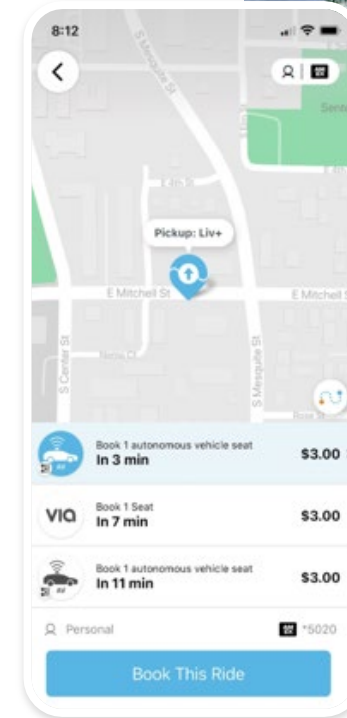 8:12
S Mesquite St
E 4th St
Pickup: Liv+
E Mitchell St
E Mitchell S
S Center St
S Mesquite St
Book 1 autonomous vehicle seat
In 3 min
$3.00
VIA
Book 1 Seat
In 7 min
$3.00
Book 1 autonomous vehicle seat
In 11 min
$3.00
Personal
*5020
Book This Ride